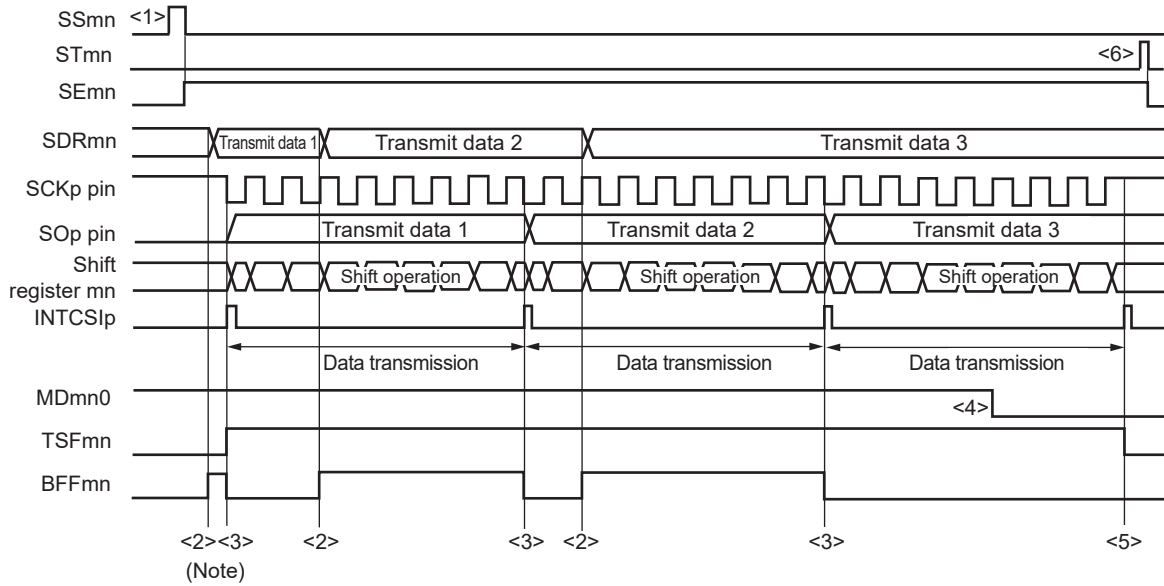 SSmn <1>
STmn <6>
SEmn
SDRmn Transmit data 1 Transmit data 2 Transmit data 3
SCKp pin
SOp pin Transmit data 1 Transmit data 2 Transmit data 3
Shift
register mn Shift operation Shift operation Shift operation
INTCSIp
Data transmission Data transmission Data transmission
MDmn0 <4>
TSFmn
BFFmn
<2> <3> <2> <3> <2> <3> <5>
(Note)